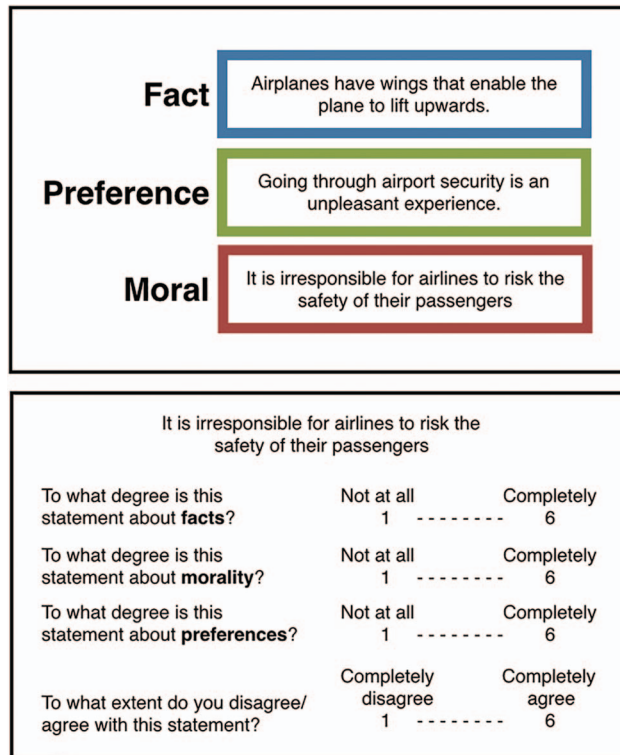 Fact
Airplanes have wings that enable the
plane to lift upwards.
Preference
Going through airport security is an
unpleasant experience.
Moral
It is irresponsible for airlines to risk the
safety of their passengers
It is irresponsible for airlines to risk the
safety of their passengers
To what degree is this
statement about facts?
Not at all Completely
1 - - - - - - - - 6
To what degree is this
statement about morality?
Not at all Completely
1 - - - - - - - - 6
To what degree is this
statement about preferences?
Not at all Completely
1 - - - - - - - - 6
To what extent do you disagree/
agree with this statement?
Completely Completely
disagree agree
1 - - - - - - - - 6